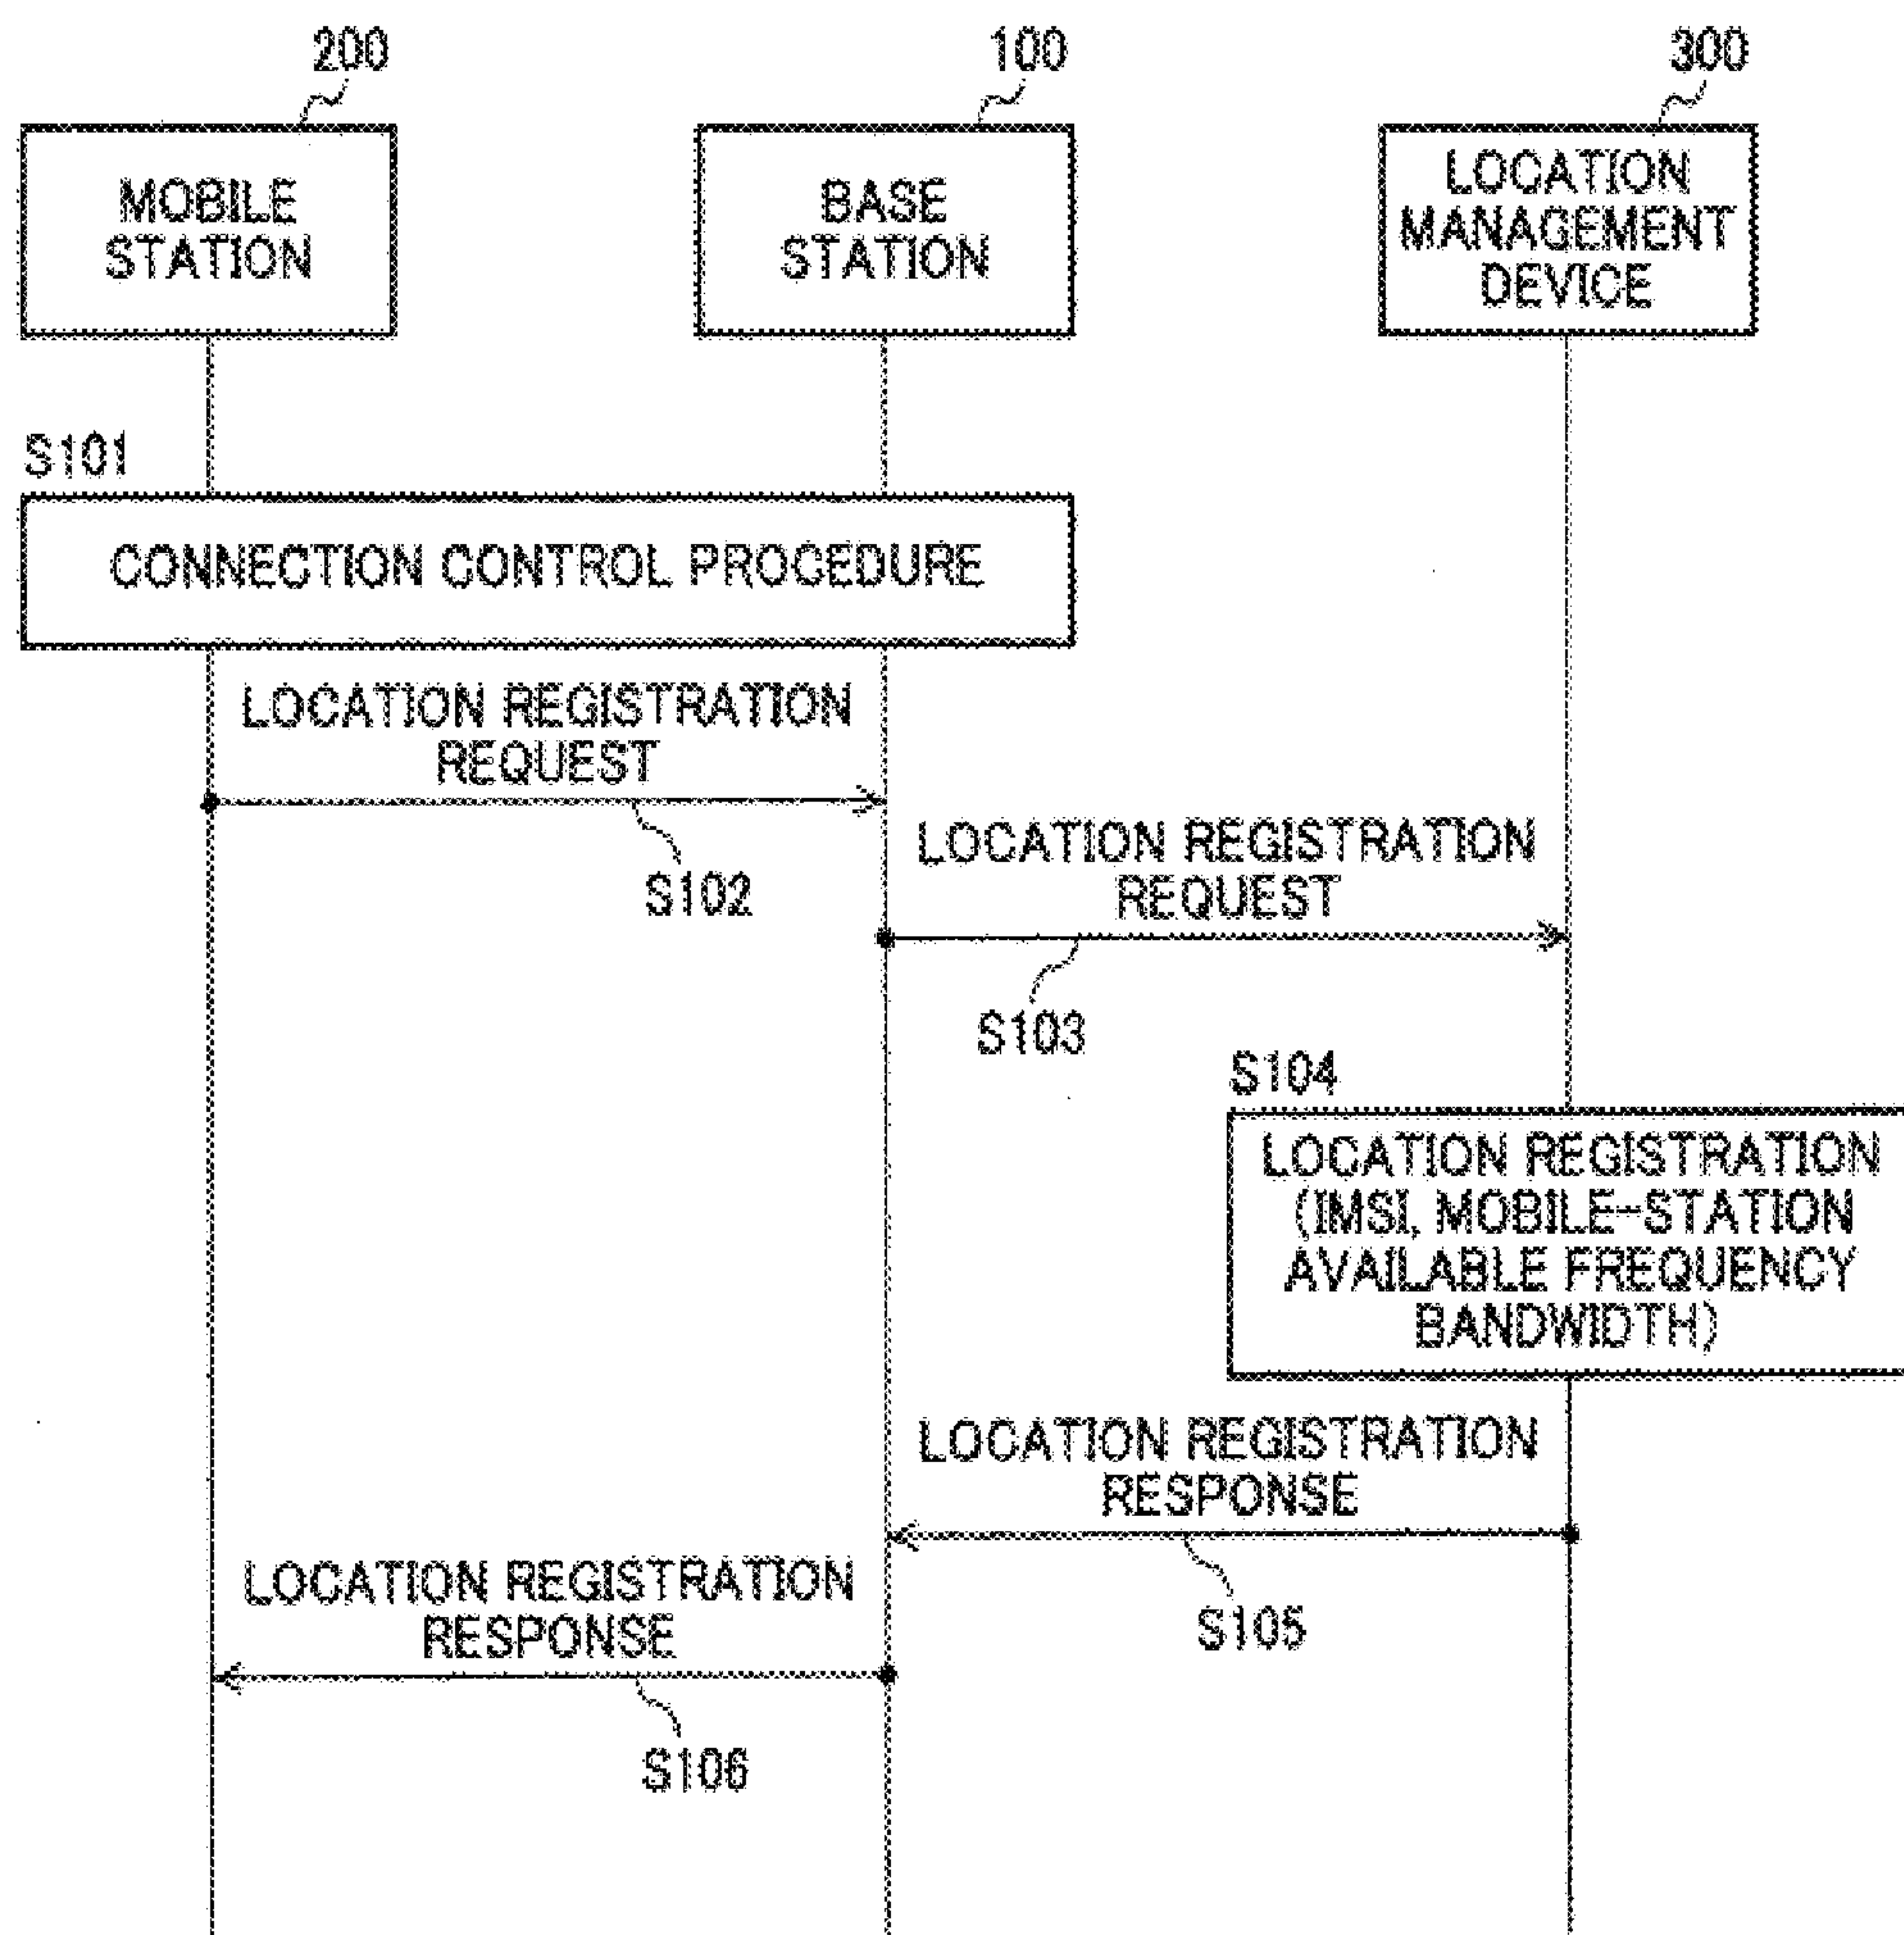 200
100
300
MOBILE
STATION
BASE
STATION
LOCATION
MANAGEMENT
DEVICE
S101
CONNECTION CONTROL PROCEDURE
LOCATION REGISTRATION
REQUEST
S102
LOCATION REGISTRATION
REQUEST
S103
S104
LOCATION REGISTRATION
(IMSI, MOBILE-STATION
AVAILABLE FREQUENCY
BANDWIDTH)
LOCATION REGISTRATION
RESPONSE
S105
LOCATION REGISTRATION
RESPONSE
S106